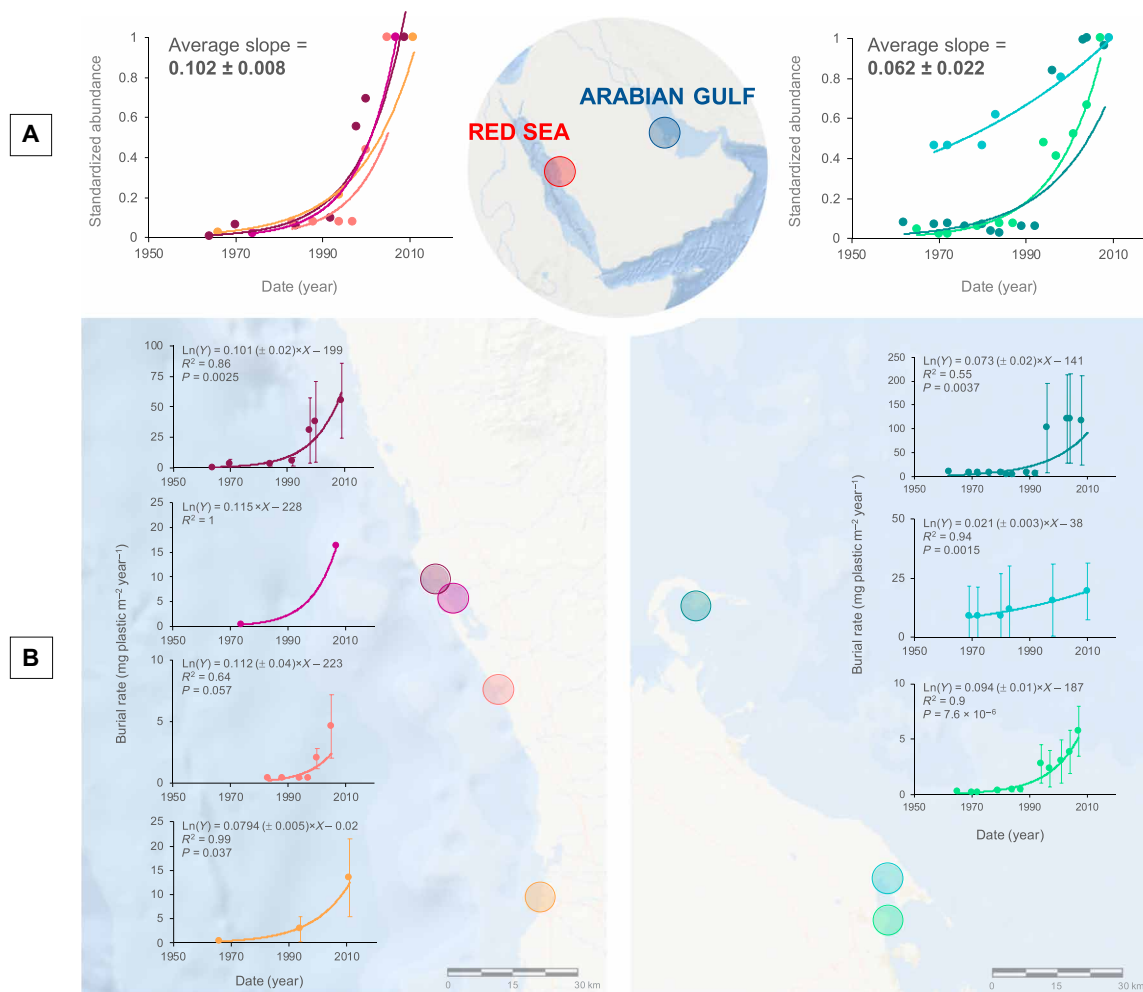 A
Average slope =
0.102 ± 0.008
Standardized abundance
1
0.8
0.6
0.4
0.2
0
1950
1970
1990
2010
Date (year)
RED SEA
ARABIAN GULF
Average slope =
0.062 ± 0.022
Standardized abundance
1
0.8
0.6
0.4
0.2
0
1950
1970
1990
2010
Date (year)
B
Burial rate (mg plastic m−2 year−1)
Ln(Y) = 0.101 (± 0.02)×X − 199
R2 = 0.86
P = 0.0025
100
75
50
25
0
1950
1970
1990
2010
Ln(Y) = 0.115 ×X − 228
R2 = 1
25
20
15
10
5
0
1950
1970
1990
2010
Ln(Y) = 0.112 (± 0.04)×X − 223
R2 = 0.64
P = 0.057
10
5
0
1950
1970
1990
2010
Ln(Y) = 0.0794 (± 0.005)×X − 0.02
R2 = 0.99
P = 0.037
25
20
15
10
5
0
1950
1970
1990
2010
Date (year)
0
15
30 km
Burial rate (mg plastic m−2 year−1)
Ln(Y) = 0.073 (± 0.02)×X − 141
R2 = 0.55
P = 0.0037
250
200
150
100
50
0
1950
1970
1990
2010
Ln(Y) = 0.021 (± 0.003)×X − 38
R2 = 0.94
P = 0.0015
50
25
0
1950
1970
1990
2010
Ln(Y) = 0.094 (± 0.01)×X − 187
R2 = 0.9
P = 7.6 × 10−6
10
5
0
1950
1970
1990
2010
Date (year)
0
15
30 km